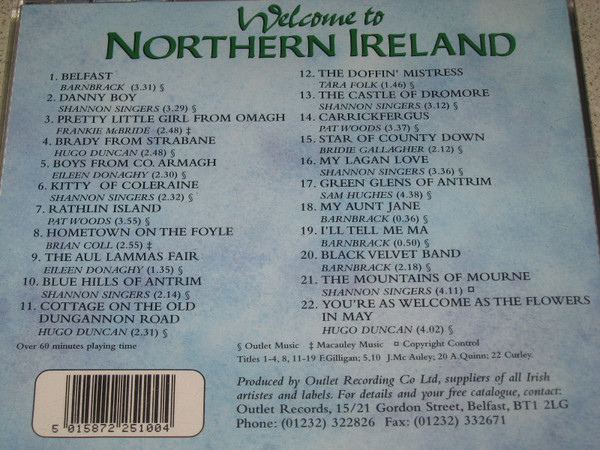 Welcome to
NORTHERN IRELAND
1. BELFAST
BARNBRACK (3.31) §
2. DANNY BOY
SHANNON SINGERS (3.29) §
3. PRETTY LITTLE GIRL FROM OMAGH
FRANKIE McBRIDE (2.48) ‡
4. BRADY FROM STRABANE
HUGO DUNCAN (2.48) §
5. BOYS FROM CO. ARMAGH
EILEEN DONAGHY (2.30) §
6. KITTY OF COLERAINE
SHANNON SINGERS (2.32) §
7. RATHLIN ISLAND
PAT WOODS (3.55) §
8. HOMETOWN ON THE FOYLE
BRIAN COLL (2.55) ‡
9. THE AUL LAMMAS FAIR
EILEEN DONAGHY (1.35) §
10. BLUE HILLS OF ANTRIM
SHANNON SINGERS (2.14) §
11. COTTAGE ON THE OLD
DUNGANNON ROAD
HUGO DUNCAN (2.31) §
Over 60 minutes playing time
12. THE DOFFIN' MISTRESS
TARA FOLK (1.46) §
13. THE CASTLE OF DROMORE
SHANNON SINGERS (3.12) §
14. CARRICKFERGUS
PAT WOODS (3.37) §
15. STAR OF COUNTY DOWN
BRIDIE GALLAGHER (2.12) §
16. MY LAGAN LOVE
SHANNON SINGERS (3.36) §
17. GREEN GLENS OF ANTRIM
SAM HUGHES (4.38) §
18. MY AUNT JANE
BARNBRACK (0.36) §
19. I'LL TELL ME MA
BARNBRACK (0.50) §
20. BLACK VELVET BAND
BARNBRACK (2.18) §
21. THE MOUNTAINS OF MOURNE
SHANNON SINGERS (4.11) ¤
22. YOU'RE AS WELCOME AS THE FLOWERS
IN MAY
HUGO DUNCAN (4.02) §
§ Outlet Music ‡ Macauley Music ¤ Copyright Control
Titles 1-4, 8, 11-19 F.Gilligan; 5,10 J.Mc Auley; 20 A.Quinn; 22 Curley.
Produced by Outlet Recording Co Ltd, suppliers of all Irish
artistes and labels. For details and your free catalogue, contact:
Outlet Records, 15/21 Gordon Street, Belfast, BT1 2LG
Phone: (01232) 322826 Fax: (01232) 332671
5 015872 251004